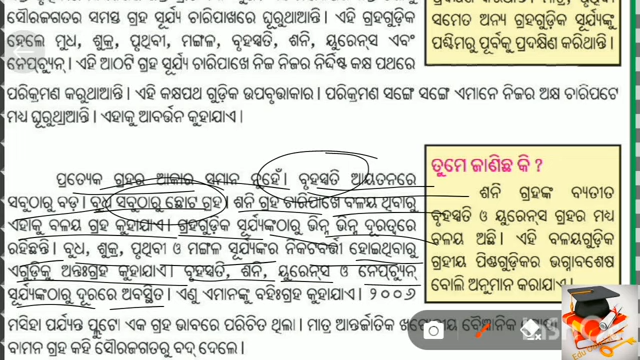 ସୌରଜଗତର ସମସ୍ତ ଗ୍ରହ ସୂର୍ଯ୍ୟ ଚାରିପାଖରେ ଘୂରୁଥାଆନ୍ତି। ଏହି ଗ୍ରହଗୁଡ଼ିକ
ହେଲେ ବୁଧ, ଶୁକ୍ର, ପୃଥିବୀ, ମଙ୍ଗଳ, ବୃହସ୍ପତି, ଶନି, ୟୁରେନସ୍ ଏବଂ
ନେପ୍‌ଚ୍ୟୁନ୍। ଏହି ଆଠଟି ଗ୍ରହ ସୂର୍ଯ୍ୟ ଚାରିପାଖେ ନିଜ ନିଜର ନିର୍ଦ୍ଦିଷ୍ଟ କକ୍ଷ ପଥରେ
ପରିକ୍ରମଣ କରୁଥାଆନ୍ତି। ଏହି କକ୍ଷପଥ ଗୁଡ଼ିକ ଉପବୃତ୍ତାକାର। ପରିକ୍ରମଣ ସଙ୍ଗେ ସଙ୍ଗେ ଏମାନେ ନିଜର ଅକ୍ଷ ଚାରିପଟେ
ମଧ୍ୟ ଘୂରୁଥାଆନ୍ତି। ଏହାକୁ ଆବର୍ତ୍ତନ କୁହାଯାଏ।
ସମେତ ଅନ୍ୟ ଗ୍ରହଗୁଡ଼ିକ ସୂର୍ଯ୍ୟଙ୍କୁ
ପଶ୍ଚିମରୁ ପୂର୍ବକୁ ପ୍ରଦକ୍ଷିଣ କରିଥାନ୍ତି।
ପ୍ରତ୍ୟେକ ଗ୍ରହର ଆକାର ସମାନ ନୁହେଁ। ବୃହସ୍ପତି ଆୟତନରେ
ସବୁଠାରୁ ବଡ଼। ବୁଧ ସବୁଠାରୁ ଛୋଟ ଗ୍ରହ। ଶନି ଗ୍ରହ ଚାରିପାଖେ ବଳୟ ଥିବାରୁ
ଏହାକୁ ବଳୟ ଗ୍ରହ କୁହାଯାଏ। ଗ୍ରହଗୁଡ଼ିକ ସୂର୍ଯ୍ୟଙ୍କଠାରୁ ଭିନ୍ନ ଭିନ୍ନ ଦୂରତ୍ୱରେ
ରହିଛନ୍ତି। ବୁଧ, ଶୁକ୍ର, ପୃଥିବୀ ଓ ମଙ୍ଗଳ ସୂର୍ଯ୍ୟଙ୍କର ନିକଟବର୍ତ୍ତୀ ହୋଇଥିବାରୁ
ଏଗୁଡ଼ିକୁ ଅନ୍ତଃଗ୍ରହ କୁହାଯାଏ। ବୃହସ୍ପତି, ଶନି, ୟୁରେନସ୍ ଓ ନେପ୍‌ଚ୍ୟୁନ୍
ସୂର୍ଯ୍ୟଙ୍କଠାରୁ ଦୂରରେ ଅବସ୍ଥିତ। ଏଣୁ ଏମାନଙ୍କୁ ବହିଃଗ୍ରହ କୁହାଯାଏ। ୨୦୦୬
ମସିହା ପର୍ଯ୍ୟନ୍ତ ପ୍ଲୁଟୋ ଏକ ଗ୍ରହ ଭାବରେ ପରିଚିତ ଥିଲା। ମାତ୍ର ଆନ୍ତର୍ଜାତିକ
ବାମନ ଗ୍ରହ କହି ସୌରଜଗତରୁ ବାଦ୍ ଦେଲେ।
ତୁମେ ଜାଣିଛ କି ?
ଶନି ଗ୍ରହଙ୍କ ବ୍ୟତୀତ
ବୃହସ୍ପତି ଓ ୟୁରେନସ ଗ୍ରହର ମଧ୍ୟ
ବଳୟ ଅଛି। ଏହି ବଳୟଗୁଡ଼ିକ
ଗ୍ରହୀୟ ପିଣ୍ଡଗୁଡ଼ିକର ଭଗ୍ନାବଶେଷ
ବୋଲି ଅନୁମାନ କରାଯାଏ।